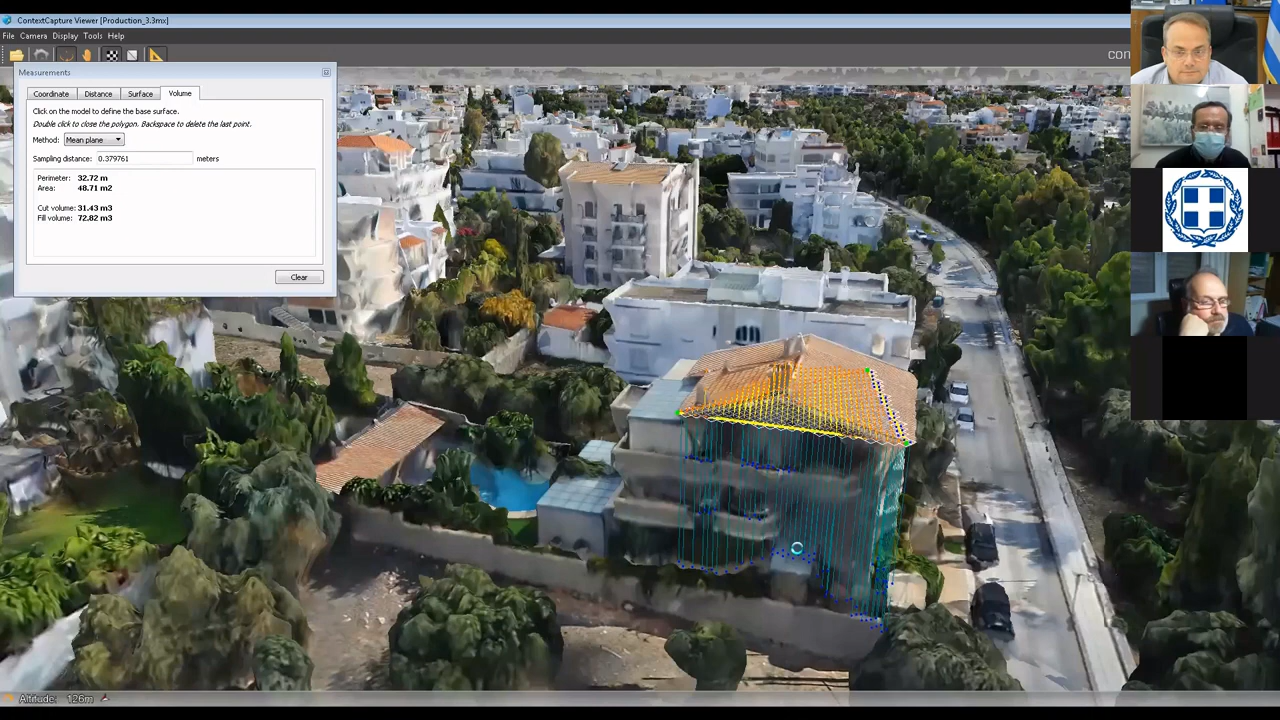 ContextCapture Viewer [Production_3.3mx]
File Camera Display Tools Help
con
Measurements
Coordinate Distance Surface Volume
Click on the model to define the base surface.
Double click to close the polygon. Backspace to delete the last point.
Method: Mean plane
Sampling distance: 0.379761 meters
Perimeter: 32.72 m
Area: 48.71 m2
Cut volume: 31.43 m3
Fill volume: 72.82 m3
Clear
Altitude: 126m